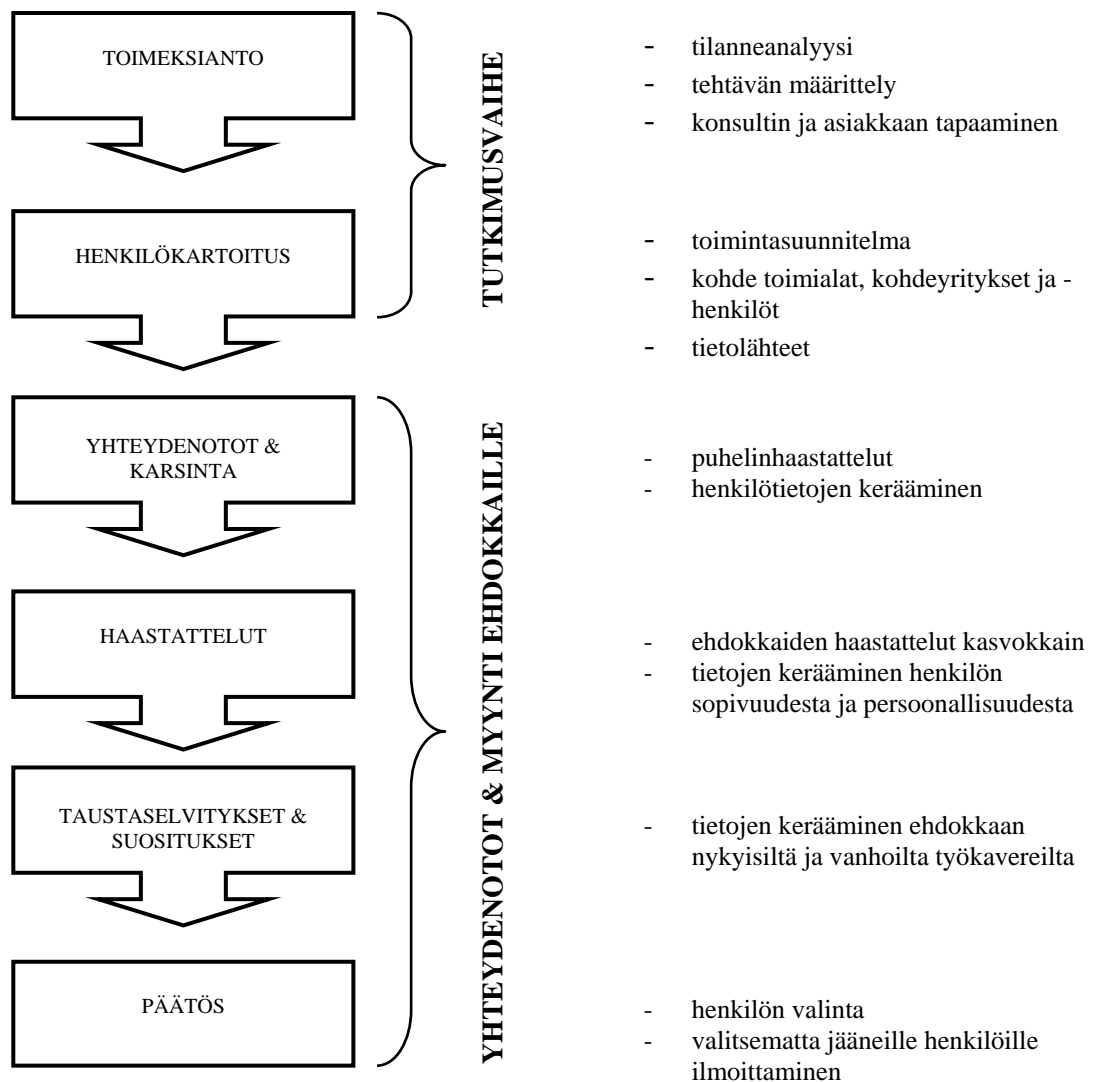 TOIMEKSIANTO
- tilanneanalyysi
- tehtävän määrittely
- konsultin ja asiakkaan tapaaminen
TUTKIMUSVAIHE
HENKILÖKARTOITUS
- toimintasuunnitelma
- kohde toimialat, kohdeyritykset ja -
henkilöt
- tietolähteet
YHTEYDENOTOT &
KARSINTA
- puhelinhaastattelut
- henkilötietojen kerääminen
YHTEYDENOTOT & MYYNTI EHDOKKAILLE
HAASTATTELUT
- ehdokkaiden haastattelut kasvokkain
- tietojen kerääminen henkilön
sopivuudesta ja persoonallisuudesta
TAUSTASELVITYKSET &
SUOSITUKSET
- tietojen kerääminen ehdokkaan
nykyisiltä ja vanhoilta työkavereilta
PÄÄTÖS
- henkilön valinta
- valitsematta jääneille henkilöille
ilmoittaminen